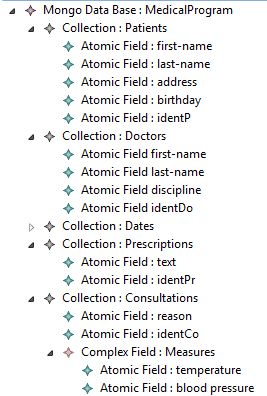 Mongo Data Base : MedicalProgram
Collection : Patients
Atomic Field : first-name
Atomic Field : last-name
Atomic Field : address
Atomic Field : birthday
Atomic Field : identP
Collection : Doctors
Atomic Field first-name
Atomic Field last-name
Atomic Field discipline
Atomic Field identDo
Collection : Dates
Collection : Prescriptions
Atomic Field : text
Atomic Field : identPr
Collection : Consultations
Atomic Field : reason
Atomic Field : identCo
Complex Field : Measures
Atomic Field : temperature
Atomic Field : blood pressure